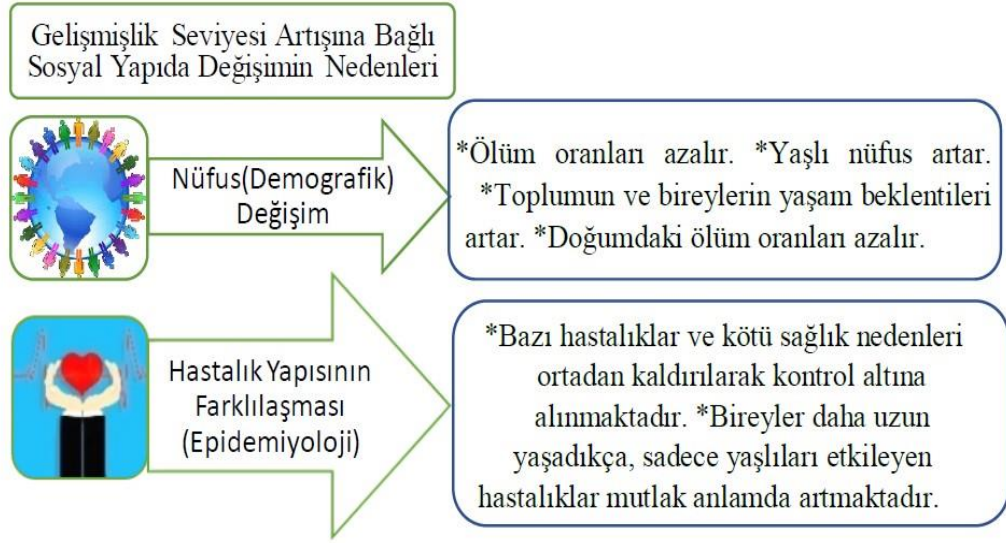 Gelişmişlik Seviyesi Artışına Bağlı
Sosyal Yapıda Değişimin Nedenleri
Nüfus(Demografik)
Değişim
*Ölüm oranları azalır. *Yaşlı nüfus artar.
*Toplumun ve bireylerin yaşam beklentileri
artar. *Doğumdaki ölüm oranları azalır.
Hastalık Yapısının
Farklılaşması
(Epidemiyoloji)
*Bazı hastalıklar ve kötü sağlık nedenleri
ortadan kaldırılarak kontrol altına
alınmaktadır. *Bireyler daha uzun
yaşadıkça, sadece yaşlıları etkileyen
hastalıklar mutlak anlamda artmaktadır.